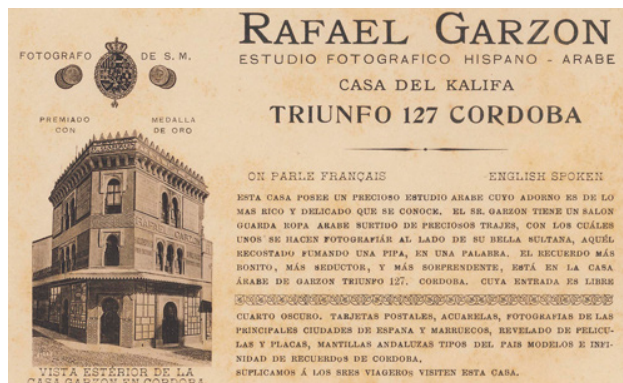 FOTOGRAFO DE S. M.
PREMIADO CON
MEDALLA DE ORO
R. GARZON
RAFAEL GARZON
VISTA ESTÉRIOR DE LA
CASA GARZON EN CORDOBA
RAFAEL GARZON
ESTUDIO FOTOGRAFICO HISPANO - ARABE
CASA DEL KALIFA
TRIUNFO 127 CORDOBA
ON PARLE FRANÇAIS
ENGLISH SPOKEN
ESTA CASA POSEE UN PRECIOSO ESTUDIO ARABE CUYO ADORNO ES DE LO
MAS RICO Y DELICADO QUE SE CONOCE. EL SR. GARZON TIENE UN SALON
GUARDA ROPA ARABE SURTIDO DE PRECIOSOS TRAJES, CON LOS CUÁLES
UNOS SE HACEN FOTOGRAFIÁR AL LADO DE SU BELLA SULTANA, AQUÉL
RECOSTADO FUMANDO UNA PIPA, EN UNA PALABRA. EL RECUERDO MÁS
BONITO, MÁS SEDUCTOR, Y MÁS SORPRENDENTE, ESTÁ EN LA CASA
ÁRABE DE GARZON TRIUNFO 127. CORDOBA. CUYA ENTRADA ES LIBRE
CUARTO OSCURO. TARJETAS POSTALES, ACUARELAS, FOTOGRAFIAS DE LAS
PRINCIPALES CIUDADES DE ESPANA Y MARRUECOS, REVELADO DE PELICU-
LAS Y PLACAS, MANTILLAS ANDALUZAS TIPOS DEL PAIS MODELOS E INFI-
NIDAD DE RECUERDOS DE CORDOBA,
SUPLICAMOS Á LOS SRES VIAGEROS VISITEN ESTA CASA.